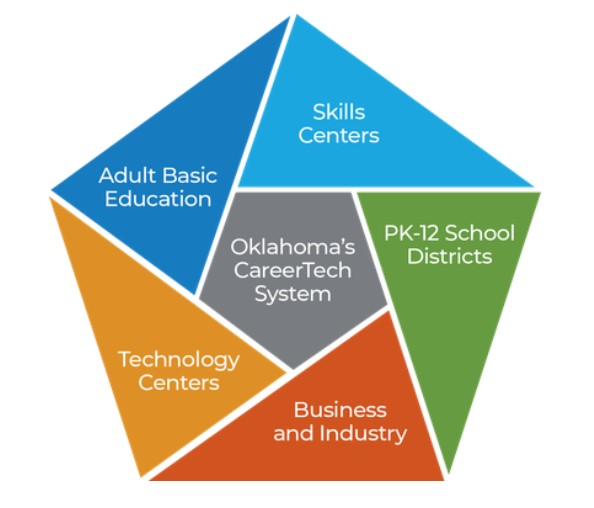 Skills
Centers
Adult Basic
Education
PK-12 School
Districts
Oklahoma’s
CareerTech
System
Technology
Centers
Business
and Industry